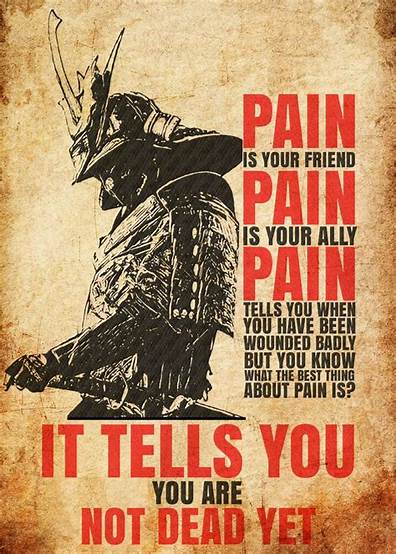 PAIN
IS YOUR FRIEND
PAIN
IS YOUR ALLY
PAIN
TELLS YOU WHEN
YOU HAVE BEEN
WOUNDED BADLY
BUT YOU KNOW
WHAT THE BEST THING
ABOUT PAIN IS?
IT TELLS YOU
YOU ARE
NOT DEAD YET